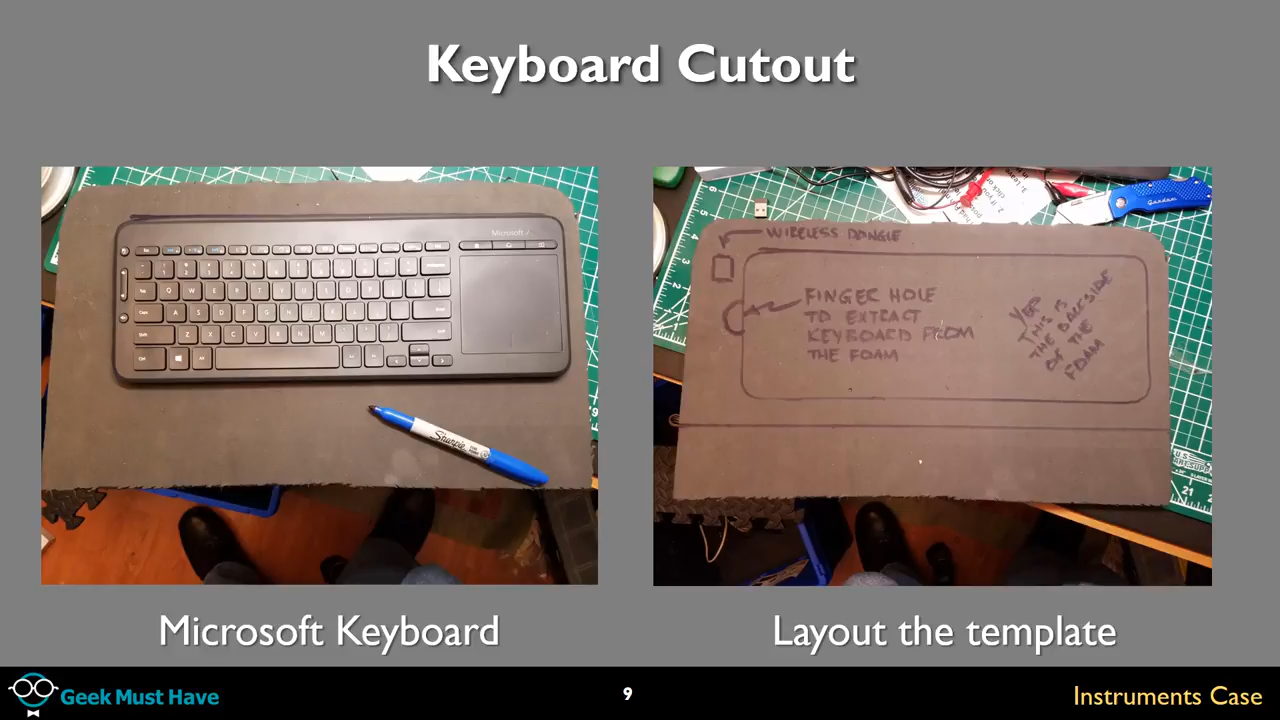 Keyboard Cutout
Microsoft
Sharpie
WIRELESS DONGLE
FINGER HOLE
TO EXTRACT
KEYBOARD FROM
THE FOAM
YEP
THIS IS
THE BACKSIDE
OF THE
FOAM
Microsoft Keyboard
Layout the template
Geek Must Have
9
Instruments Case